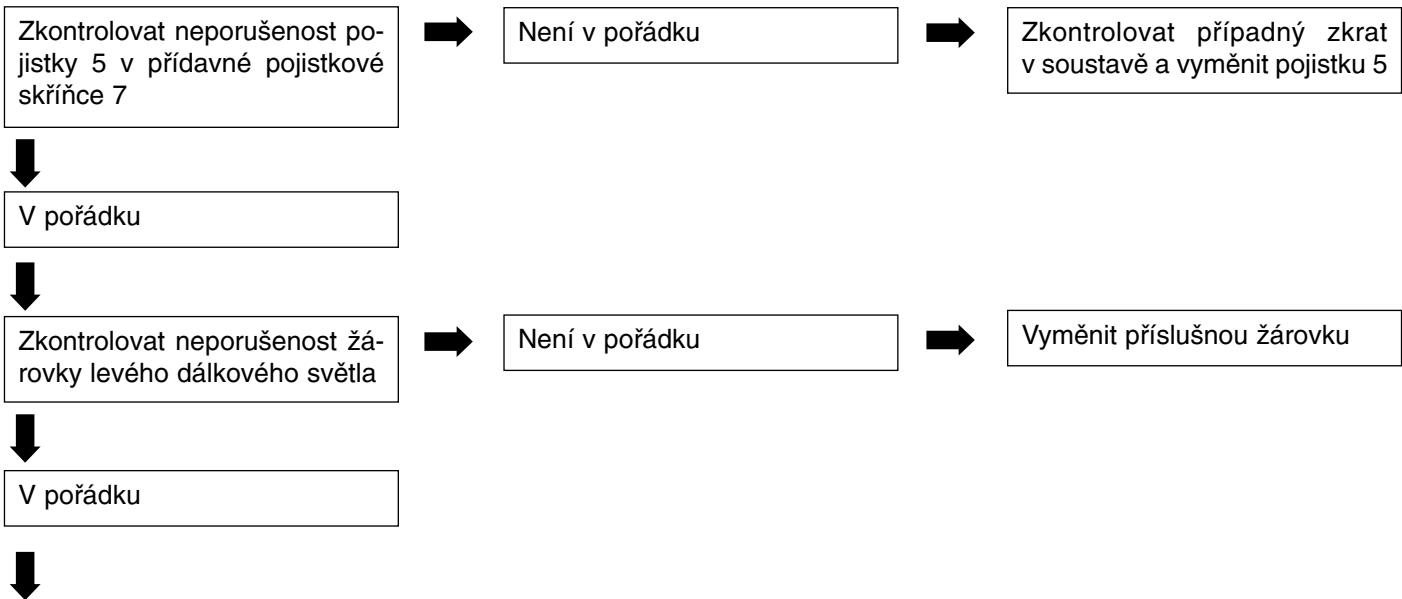 Zkontrolovat neporušenost po-
jistky 5 v přídavné pojistkové
skříňce 7
Není v pořádku
Zkontrolovat případný zkrat
v soustavě a vyměnit pojistku 5
V pořádku
Zkontrolovat neporušenost žá-
rovky levého dálkového světla
Není v pořádku
Vyměnit příslušnou žárovku
V pořádku